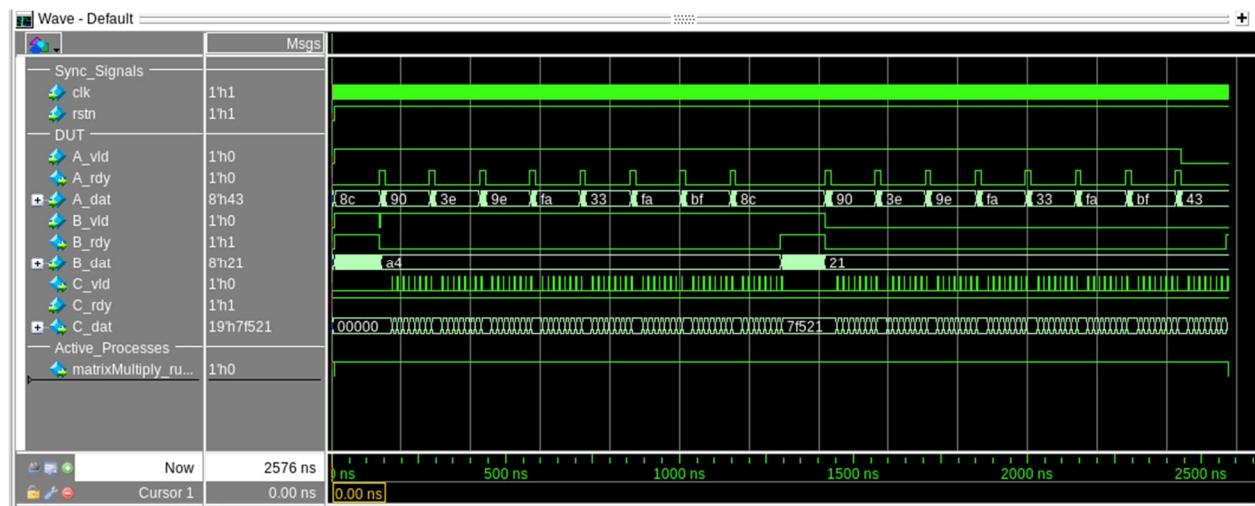 Wave - Default
Msgs
Sync_Signals
clk 1'h1
rstn 1'h1
DUT
A_vld 1'h0
A_rdy 1'h0
A_dat 8'h43 8c 90 3e 9e fa 33 fa bf 8c 90 3e 9e fa 33 fa bf 43
B_vld 1'h0
B_rdy 1'h1
B_dat 8'h21 a4 21
C_vld 1'h0
C_rdy 1'h1
C_dat 19'h7f521 00000 7f521
Active_Processes
matrixMultiply_ru... 1'h0
Now 2576 ns ns 500 ns 1000 ns 1500 ns 2000 ns 2500 ns
Cursor 1 0.00 ns 0.00 ns